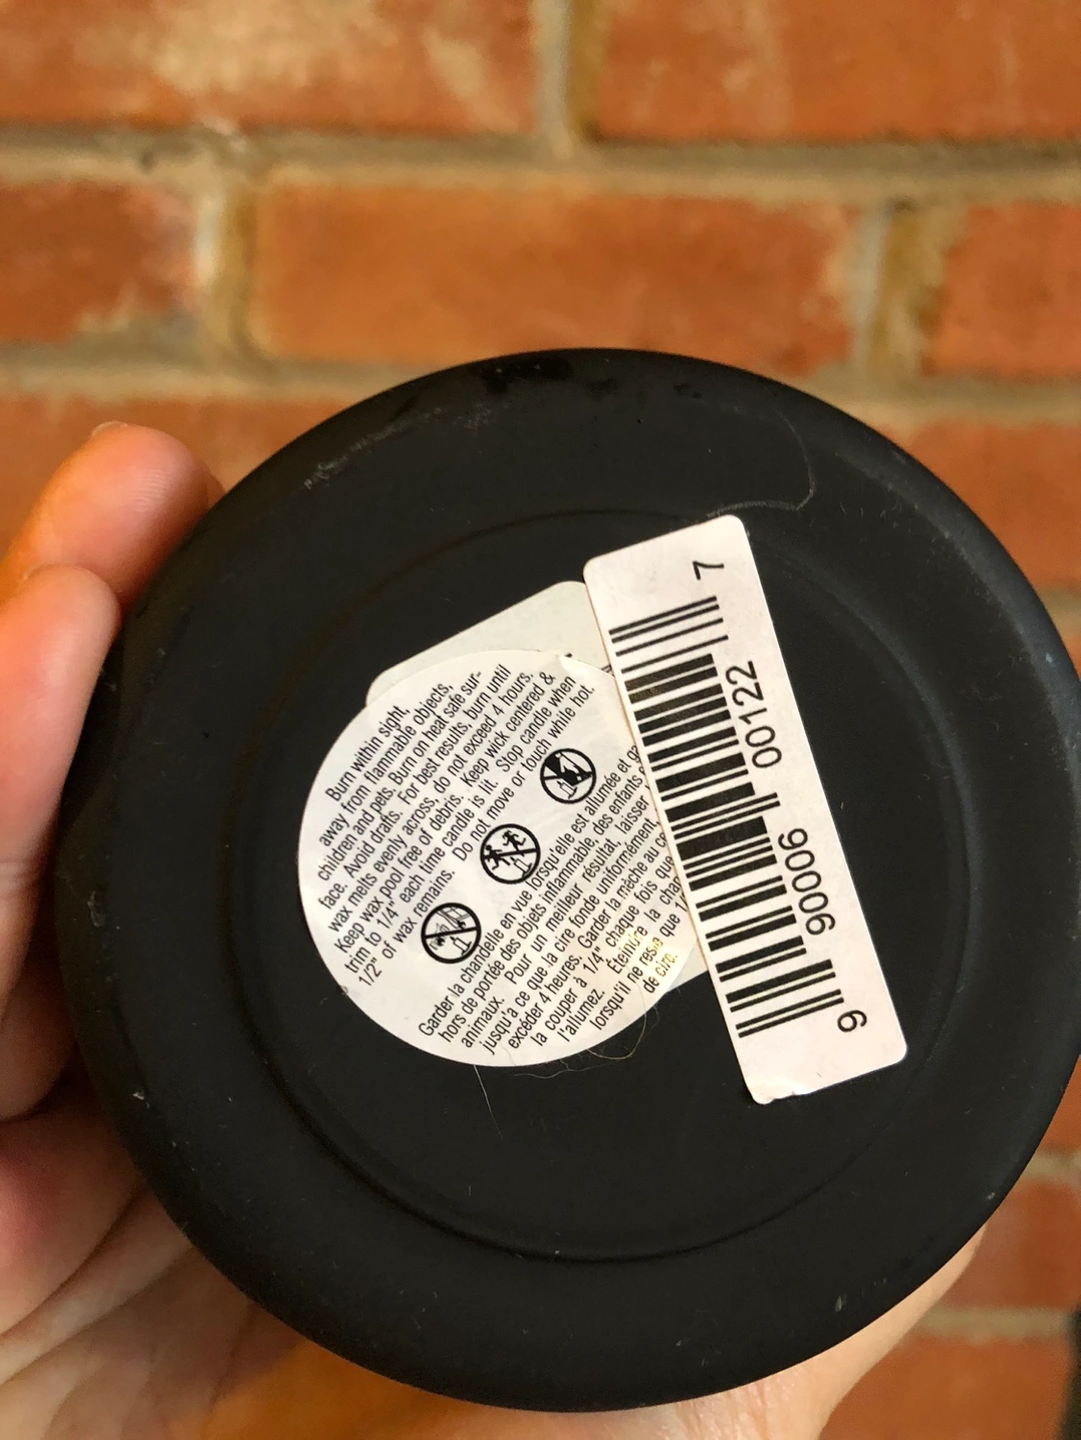 Burn within sight,
away from flammable objects,
children and pets. Burn on heat safe sur-
face. Avoid drafts. For best results, burn until
wax melts evenly across, do not exceed 4 hours.
Keep wax pool free of debris. Keep wick centered &
trim to 1/4" each time candle is lit. Stop candle when
1/2" of wax remains. Do not move or touch while hot.
Garder la chandelle en vue lorsqu'elle est allumée et
hors de portée des objets inflammable, des enfants
animaux. Pour un meilleur résultat, laisser
jusqu'à ce que la cire fonde uniformément,
excéder 4 heures. Garder la mèche au
la couper à 1/4" chaque fois que
l'allumez. Éteindre la
lorsqu'il ne reste que
de cire.
9 90006 00122 7